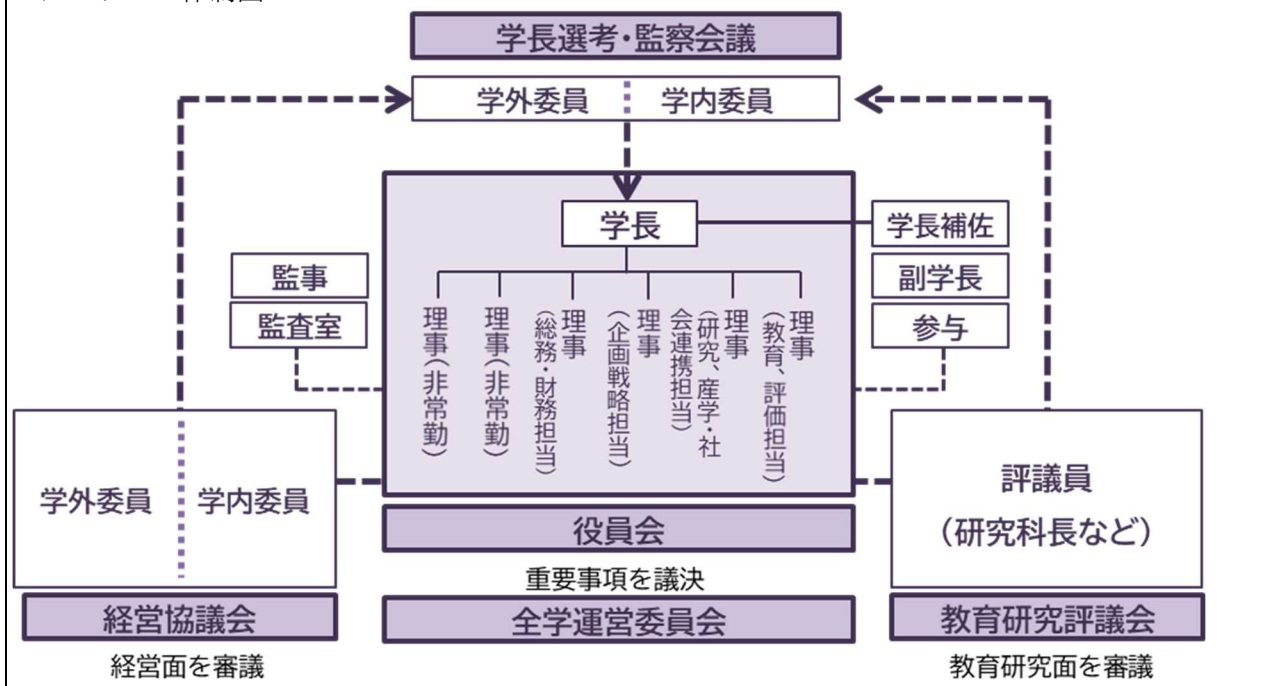 学長選考・監察会議
学外委員
学内委員
学長
学長補佐
副学長
参与
監事
監査室
理事(非常勤)
理事(非常勤)
理事
(総務・財務担当)
理事
(企画戦略担当)
理事
(研究、産学・社
会連携担当)
理事
(教育、評価担当)
学外委員
学内委員
評議員
(研究科長など)
役員会
重要事項を議決
経営協議会
全学運営委員会
教育研究評議会
経営面を審議
教育研究面を審議